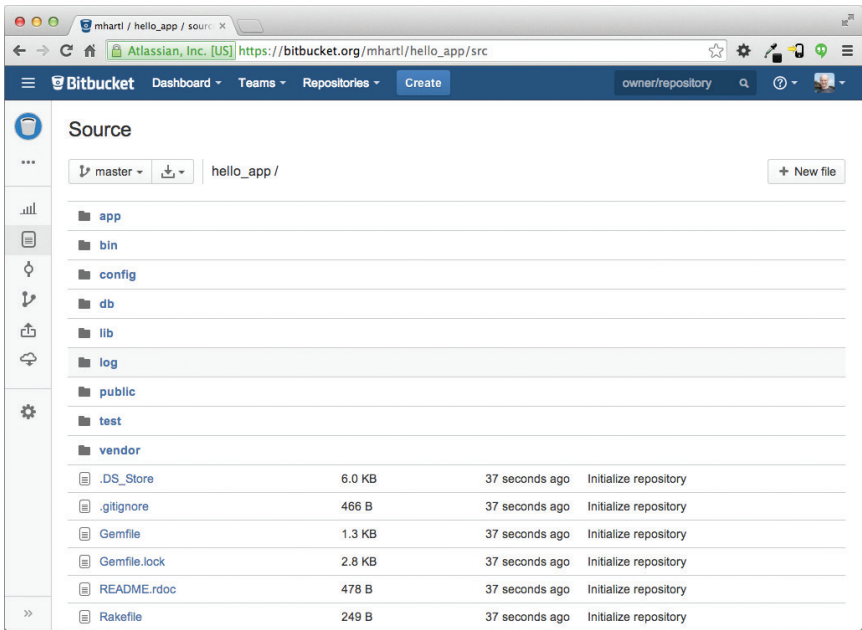 mhartl / hello_app / sourc ×
Atlassian, Inc. [US] https://bitbucket.org/mhartl/hello_app/src
Bitbucket Dashboard Teams Repositories Create owner/repository
Source
master hello_app / + New file
app
bin
config
db
lib
log
public
test
vendor
.DS_Store 6.0 KB 37 seconds ago Initialize repository
.gitignore 466 B 37 seconds ago Initialize repository
Gemfile 1.3 KB 37 seconds ago Initialize repository
Gemfile.lock 2.8 KB 37 seconds ago Initialize repository
README.rdoc 478 B 37 seconds ago Initialize repository
Rakefile 249 B 37 seconds ago Initialize repository